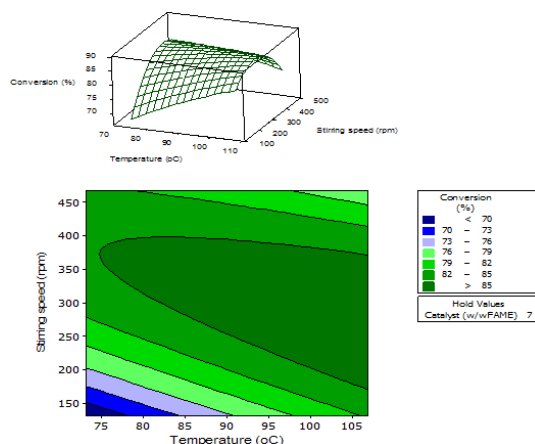 90
85
Conversion (%)
80
75
70
500
400
300
Stirring speed (rpm)
200
100
70
80
90
100
110
Temperature (oC)
450
400
350
300
250
200
150
Stirring speed (rpm)
75 80 85 90 95 100 105
Temperature (oC)
Conversion
(%)
< 70
70 – 73
73 – 76
76 – 79
79 – 82
82 – 85
> 85
Hold Values
Catalyst (w/wFAME) 7